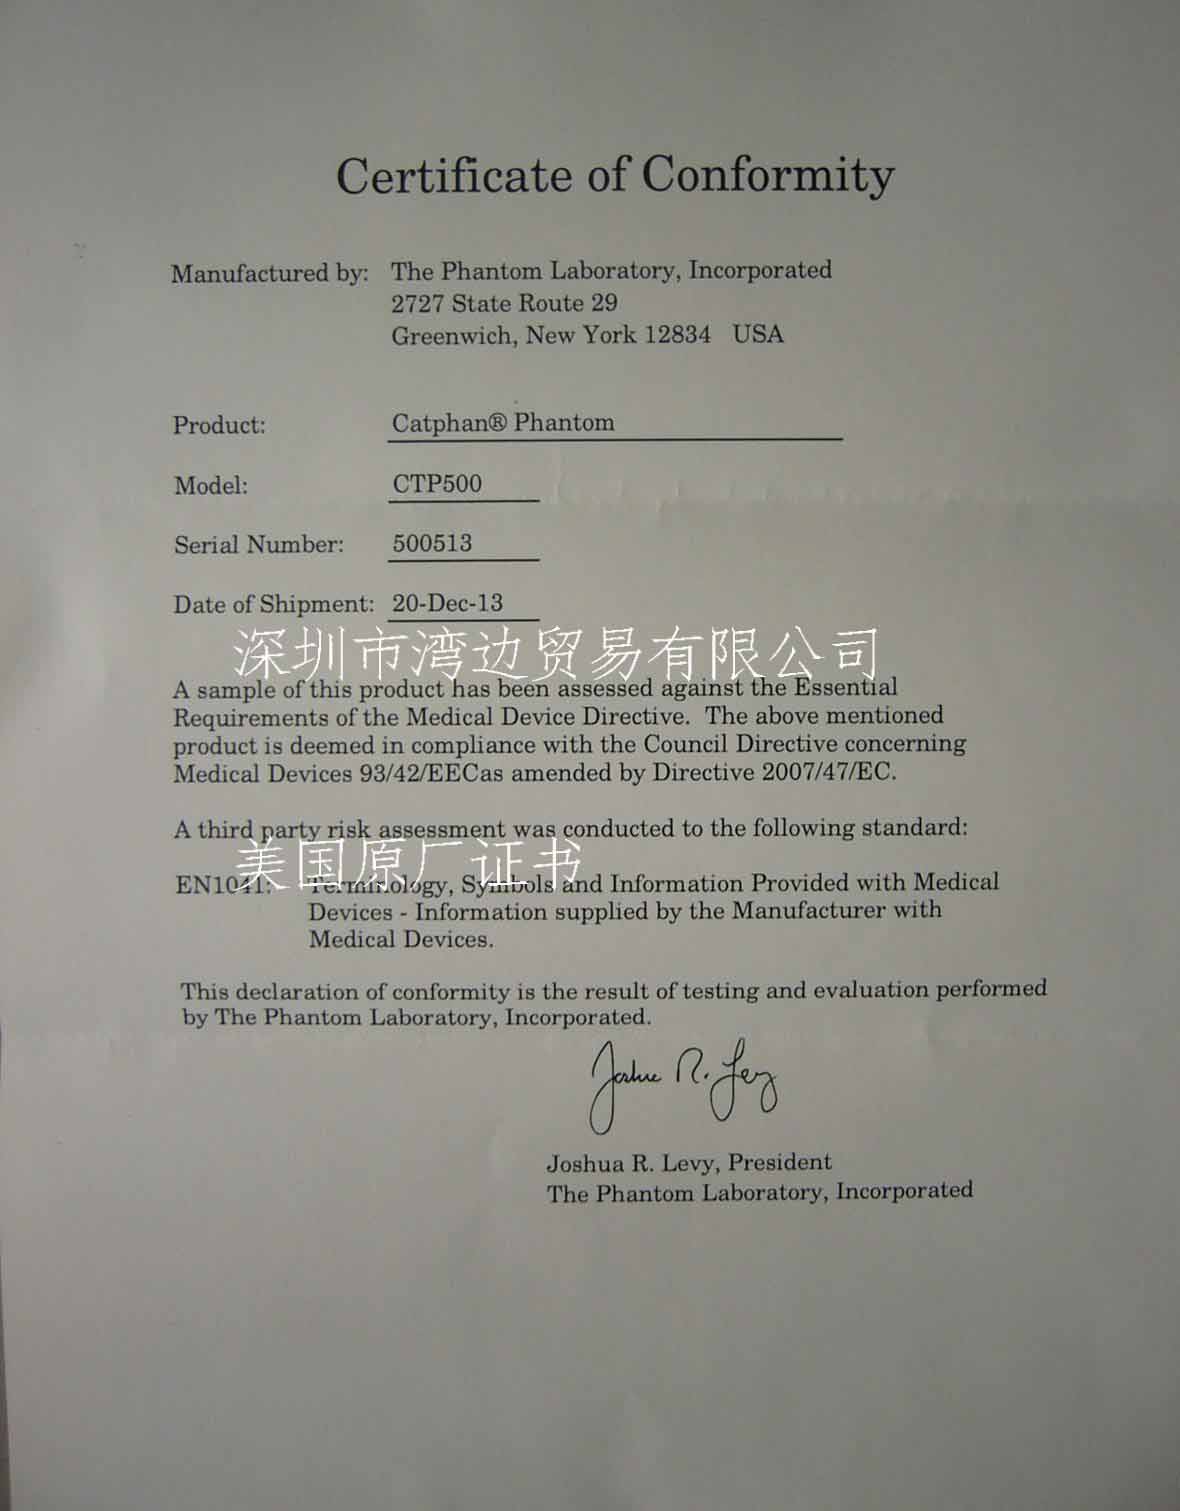 Certificate of Conformity
Manufactured by: The Phantom Laboratory, Incorporated
2727 State Route 29
Greenwich, New York 12834 USA
Product: Catphan® Phantom
Model: CTP500
Serial Number: 500513
Date of Shipment: 20-Dec-13
深圳市湾边贸易有限公司
A sample of this product has been assessed against the Essential
Requirements of the Medical Device Directive. The above mentioned
product is deemed in compliance with the Council Directive concerning
Medical Devices 93/42/EECas amended by Directive 2007/47/EC.
A third party risk assessment was conducted to the following standard:
美国原厂证书
EN1041: Terminology, Symbols and Information Provided with Medical
Devices - Information supplied by the Manufacturer with
Medical Devices.
This declaration of conformity is the result of testing and evaluation performed
by The Phantom Laboratory, Incorporated.
Joshua R. Levy
Joshua R. Levy, President
The Phantom Laboratory, Incorporated